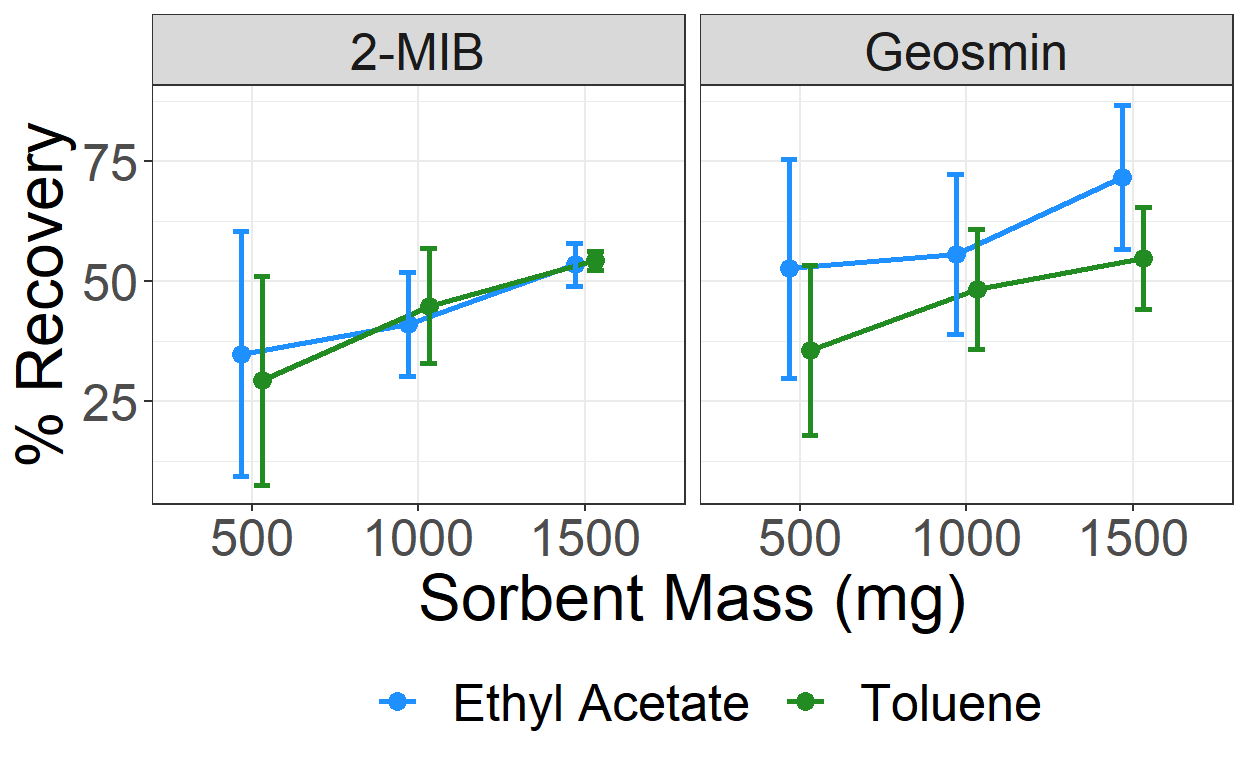 2-MIB
Geosmin
% Recovery
75
50
25
500 1000 1500
500 1000 1500
Sorbent Mass (mg)
Ethyl Acetate
Toluene